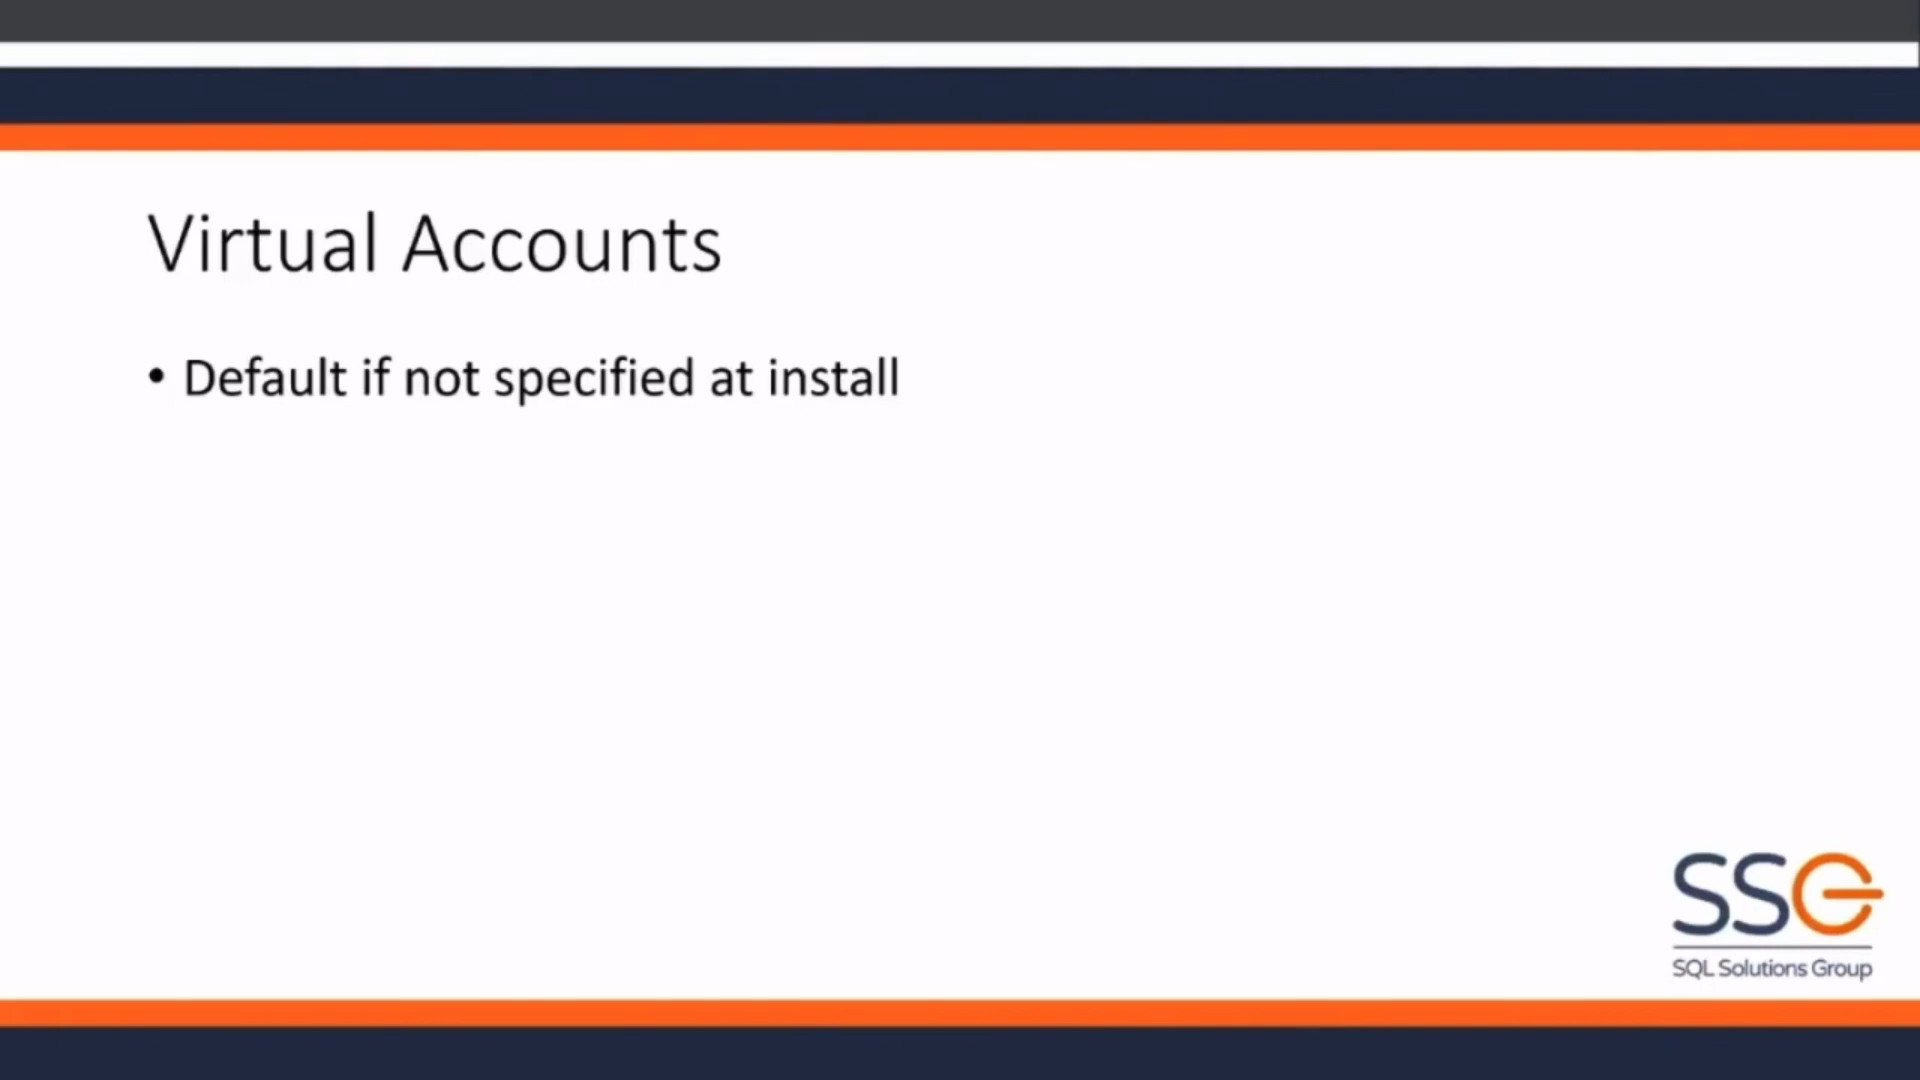 Virtual Accounts
• Default if not specified at install
SSG
SQL Solutions Group